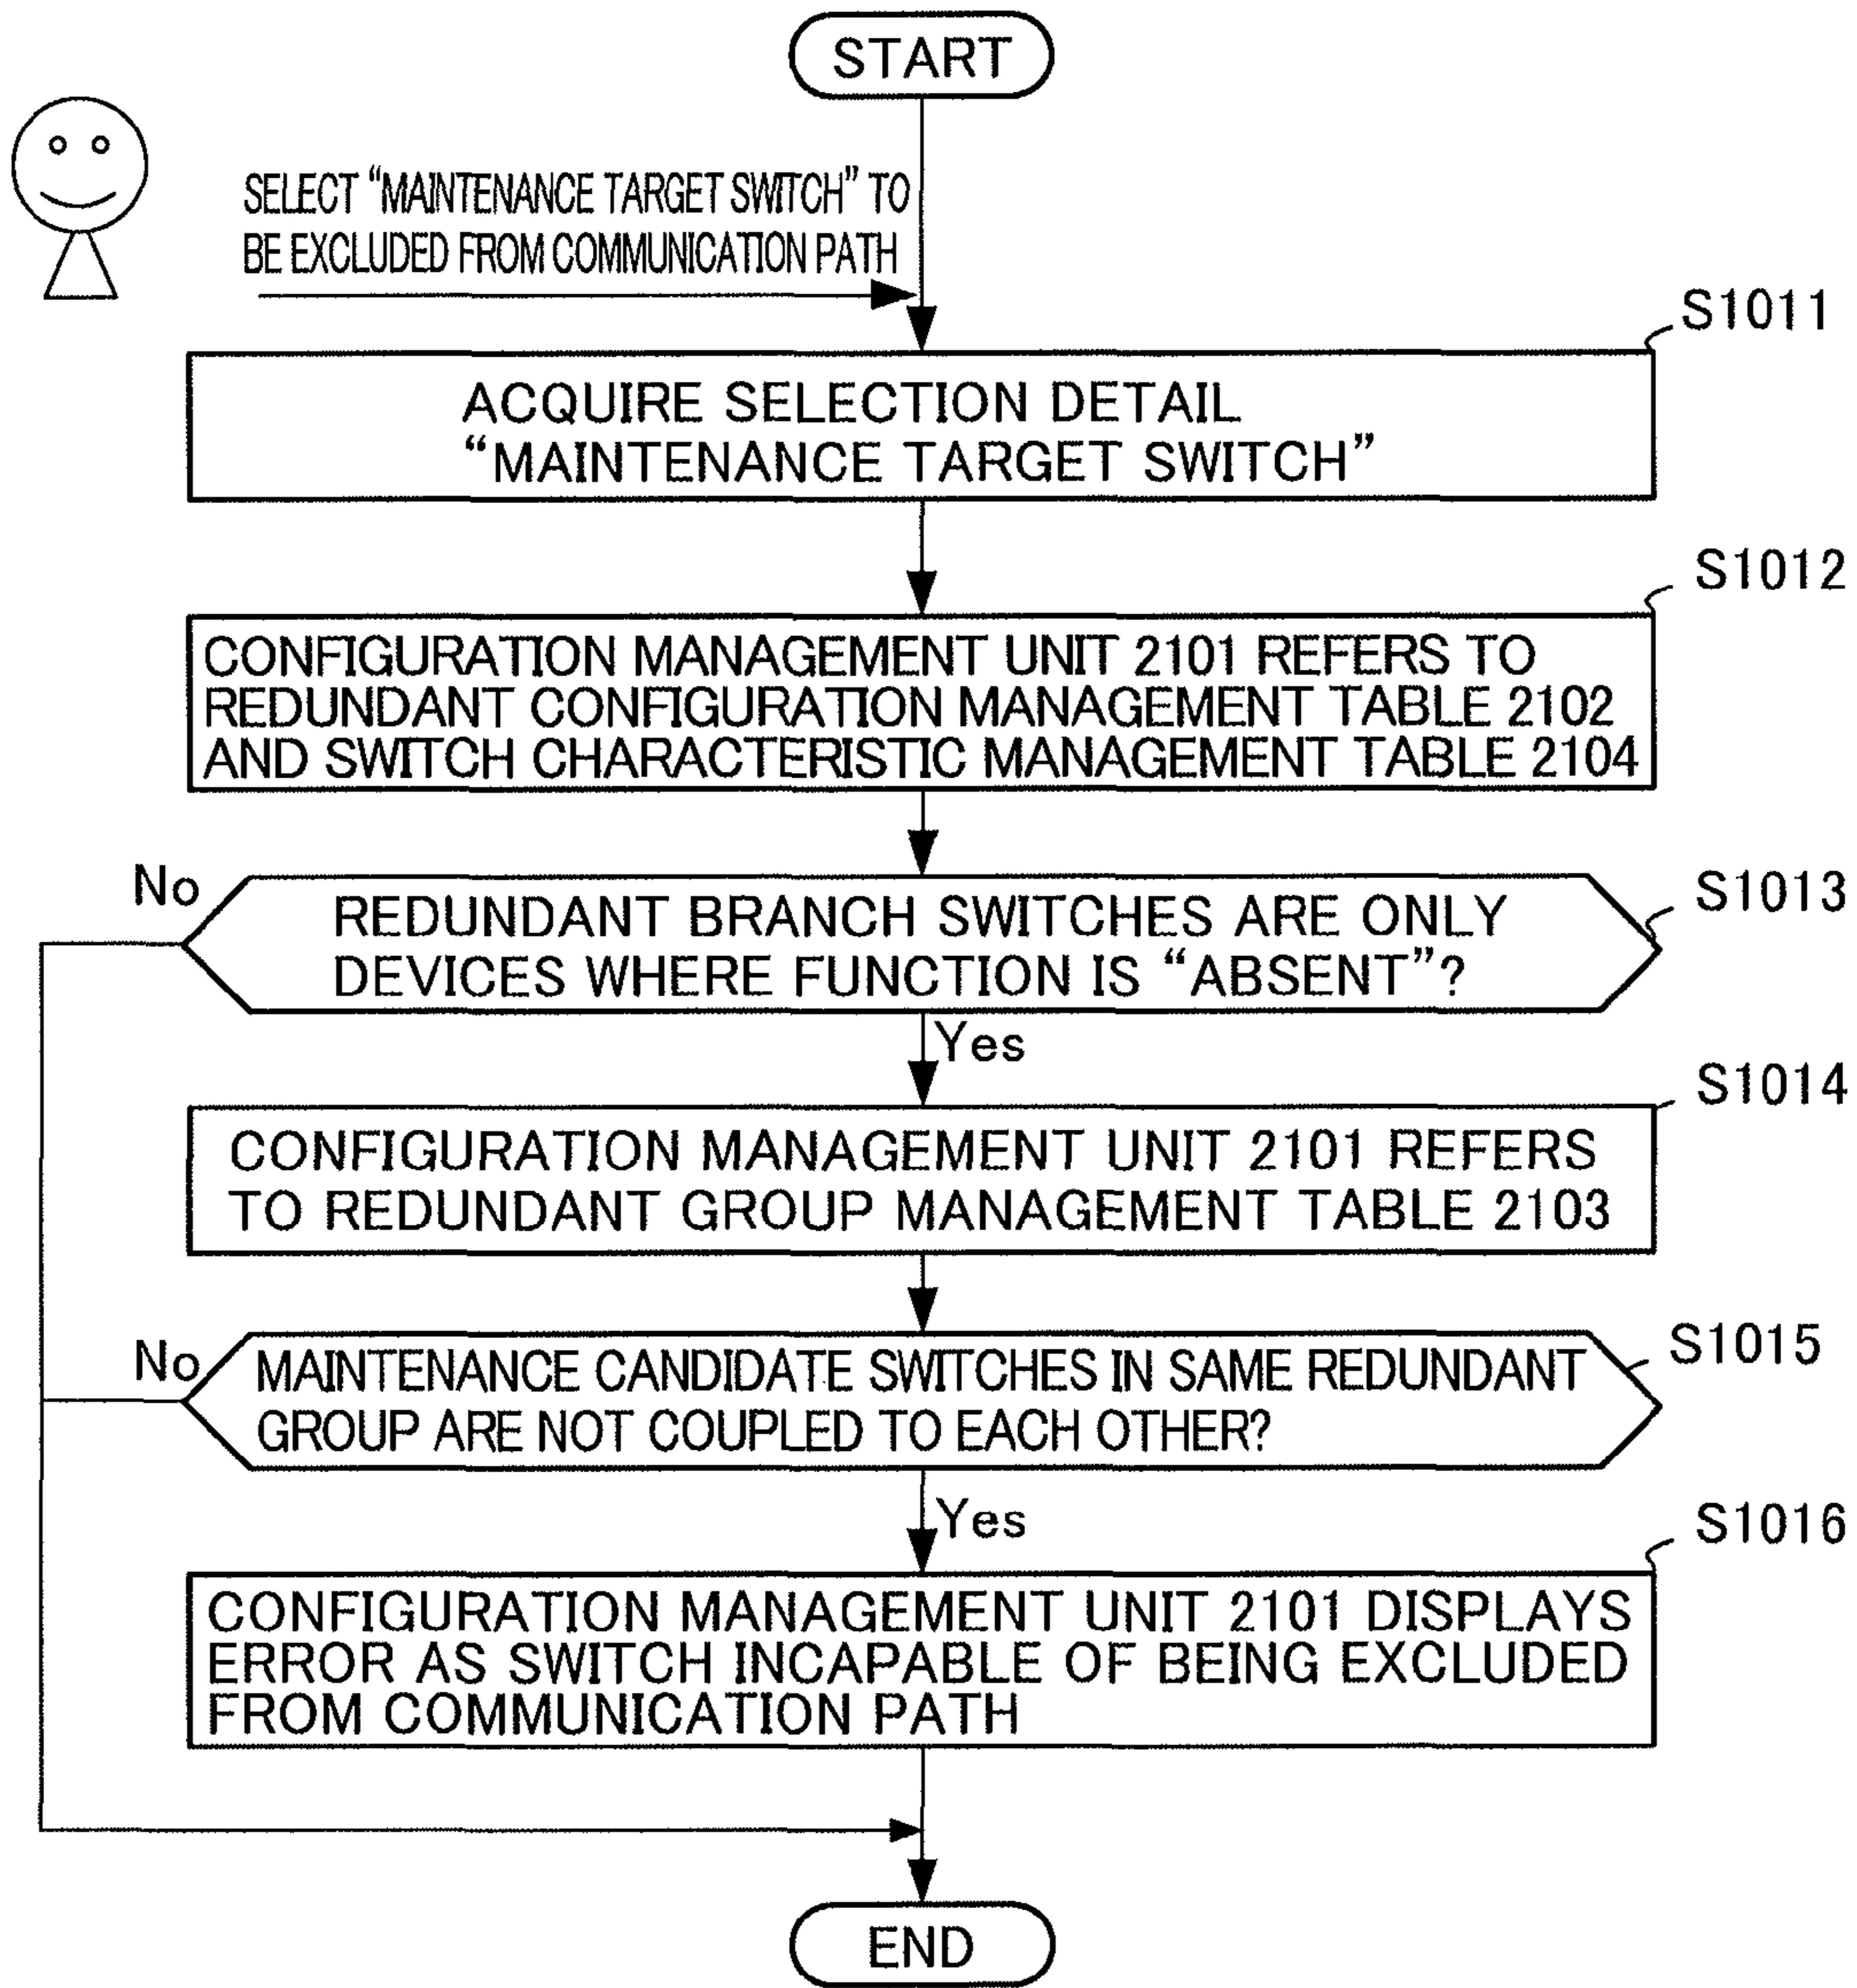 START
SELECT “MAINTENANCE TARGET SWITCH” TO
BE EXCLUDED FROM COMMUNICATION PATH
S1011
ACQUIRE SELECTION DETAIL
“MAINTENANCE TARGET SWITCH”
S1012
CONFIGURATION MANAGEMENT UNIT 2101 REFERS TO
REDUNDANT CONFIGURATION MANAGEMENT TABLE 2102
AND SWITCH CHARACTERISTIC MANAGEMENT TABLE 2104
No
S1013
REDUNDANT BRANCH SWITCHES ARE ONLY
DEVICES WHERE FUNCTION IS “ABSENT”?
Yes
S1014
CONFIGURATION MANAGEMENT UNIT 2101 REFERS
TO REDUNDANT GROUP MANAGEMENT TABLE 2103
No
S1015
MAINTENANCE CANDIDATE SWITCHES IN SAME REDUNDANT
GROUP ARE NOT COUPLED TO EACH OTHER?
Yes
S1016
CONFIGURATION MANAGEMENT UNIT 2101 DISPLAYS
ERROR AS SWITCH INCAPABLE OF BEING EXCLUDED
FROM COMMUNICATION PATH
END